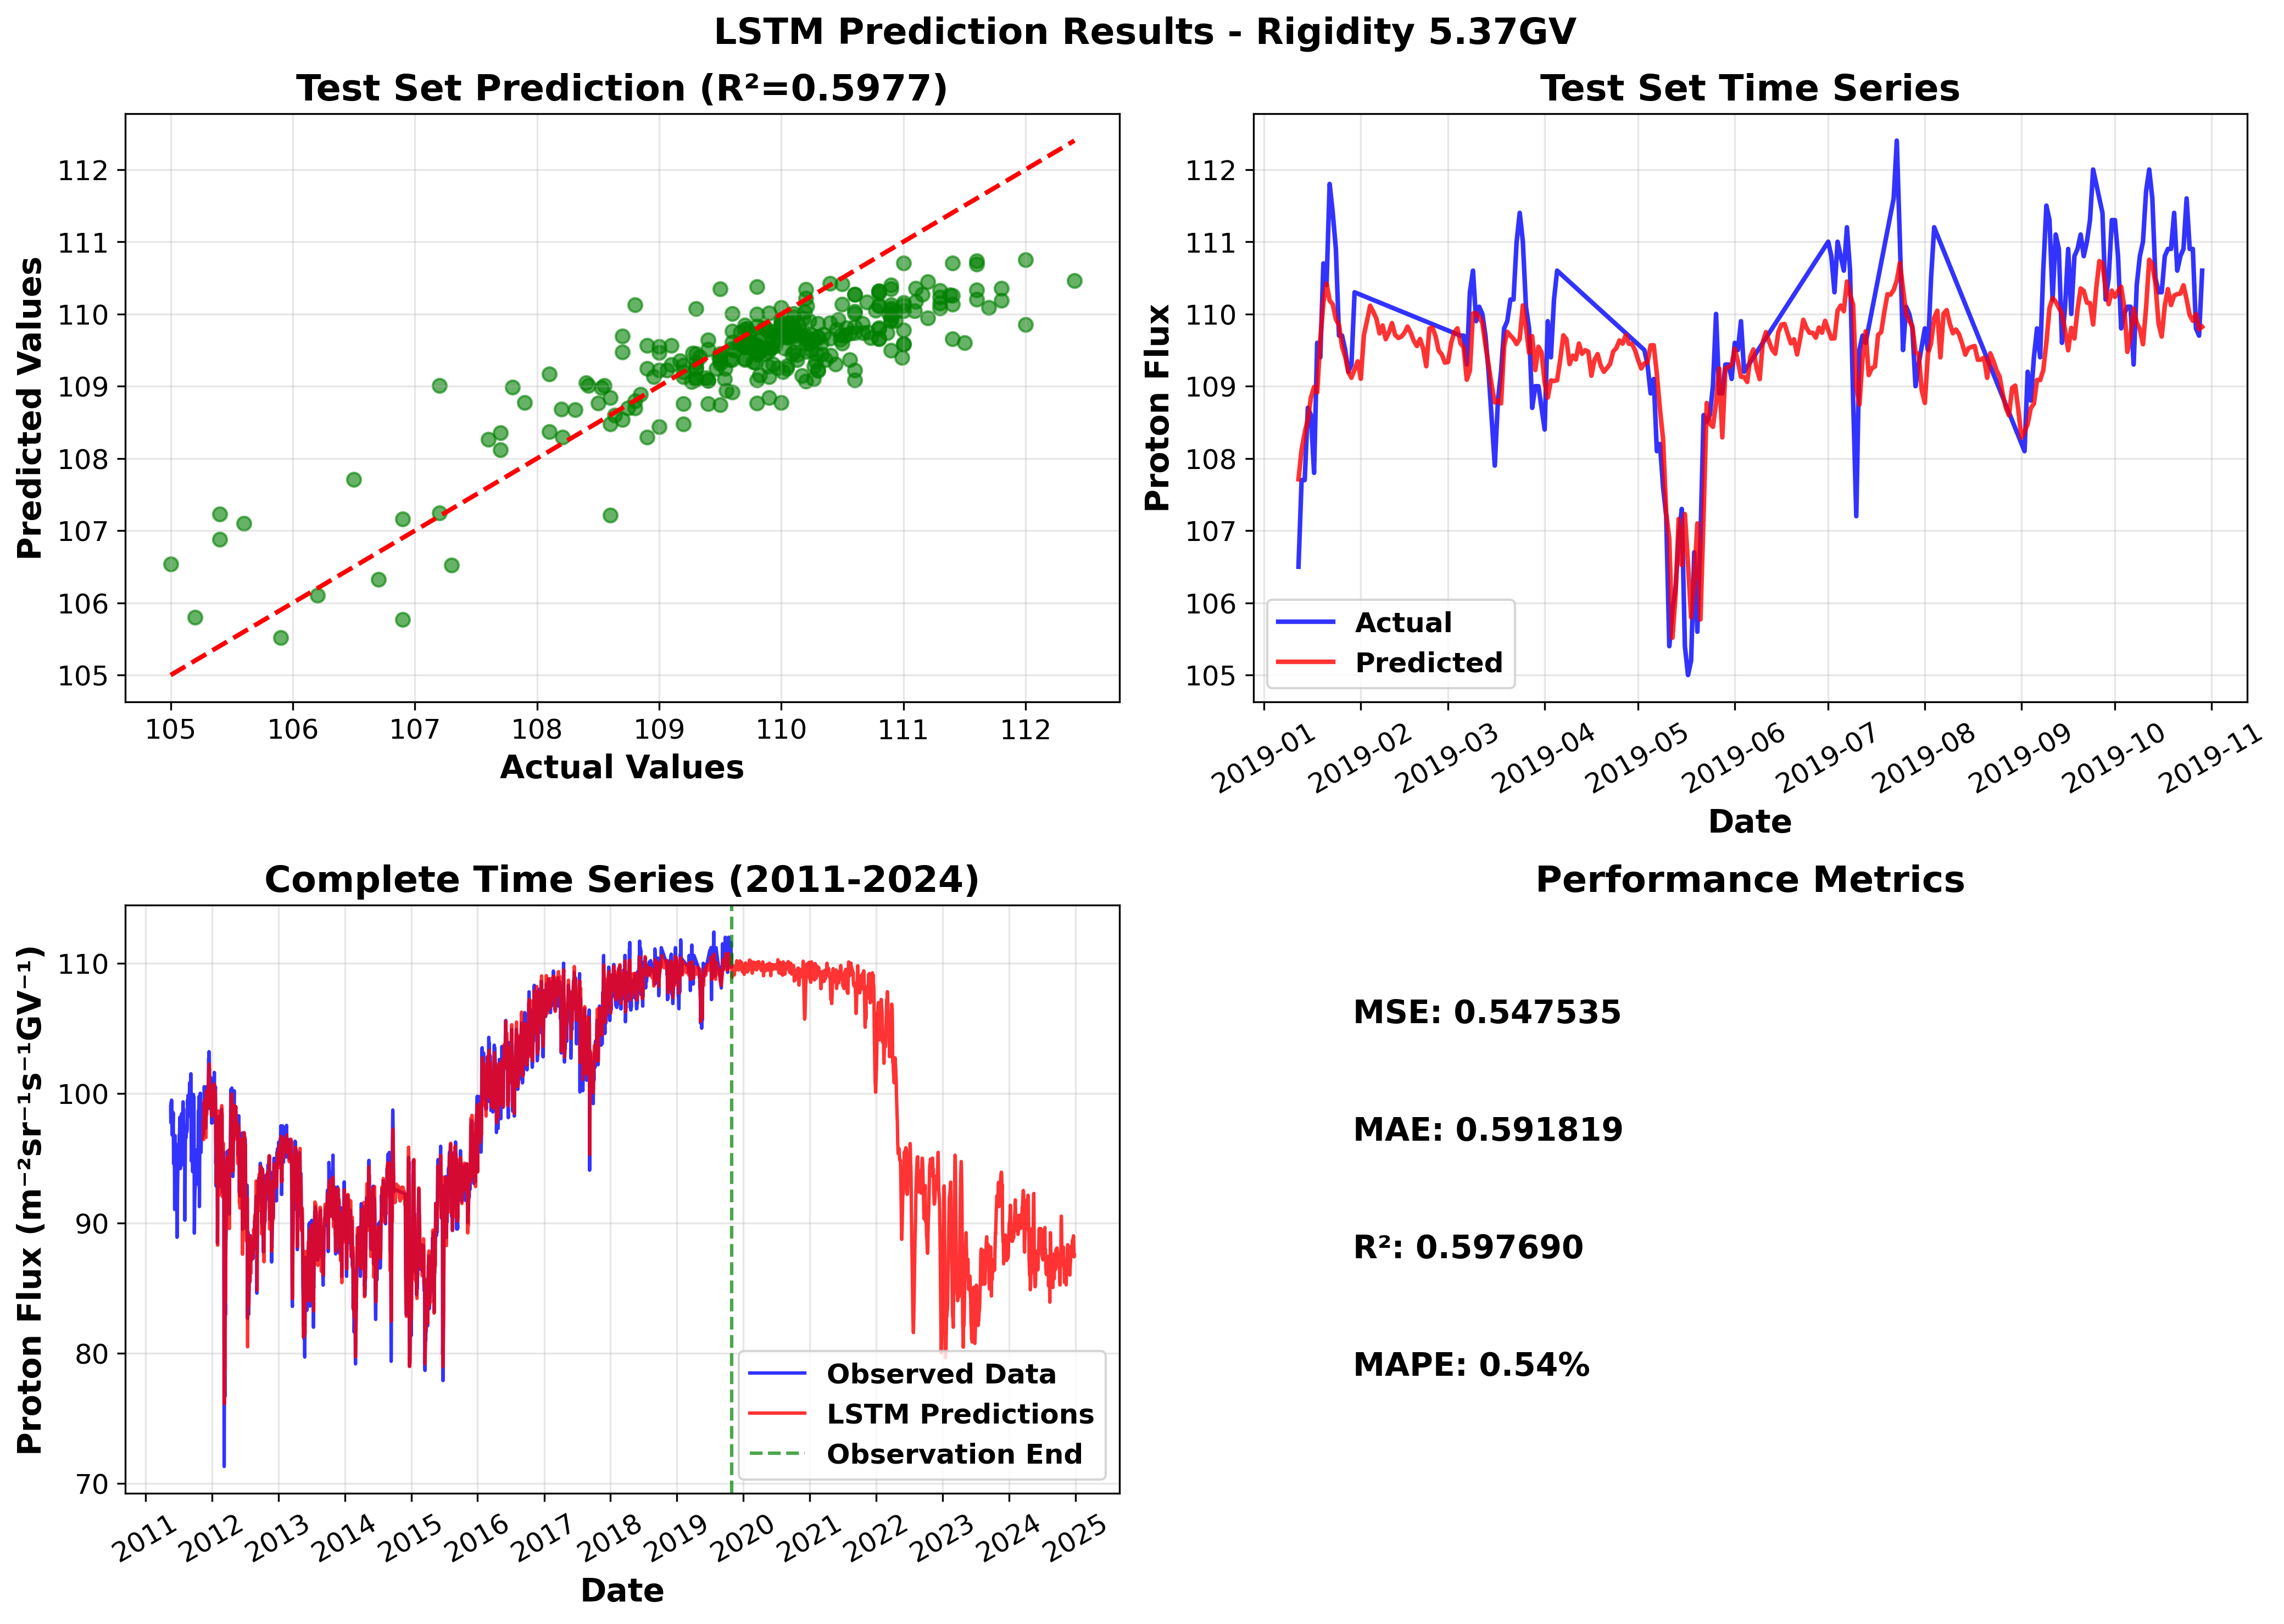 LSTM Prediction Results - Rigidity 5.37GV
Test Set Prediction (R²=0.5977)
Predicted Values
112
111
110
109
108
107
106
105
105 106 107 108 109 110 111 112
Actual Values
Test Set Time Series
Proton Flux
112
111
110
109
108
107
106
105
Actual
Predicted
2019-01 2019-02 2019-03 2019-04 2019-05 2019-06 2019-07 2019-08 2019-09 2019-10 2019-11
Date
Complete Time Series (2011-2024)
Proton Flux (m⁻²sr⁻¹s⁻¹GV⁻¹)
110
100
90
80
70
Observed Data
LSTM Predictions
Observation End
2011 2012 2013 2014 2015 2016 2017 2018 2019 2020 2021 2022 2023 2024 2025
Date
Performance Metrics
MSE: 0.547535
MAE: 0.591819
R²: 0.597690
MAPE: 0.54%